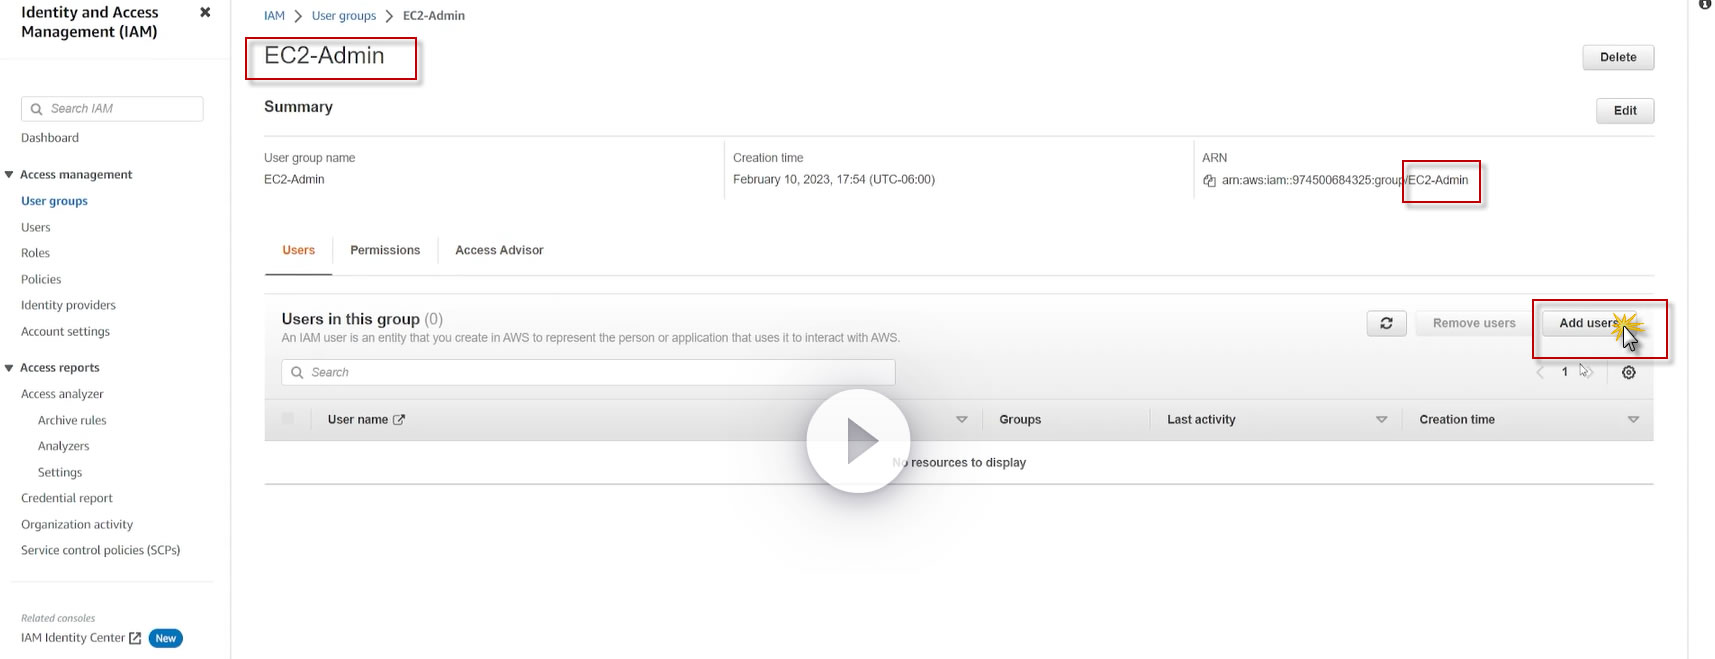 Identity and Access
Management (IAM)
Search IAM
Dashboard
Access management
User groups
Users
Roles
Policies
Identity providers
Account settings
Access reports
Access analyzer
Archive rules
Analyzers
Settings
Credential report
Organization activity
Service control policies (SCPs)
Related consoles
IAM Identity Center New
IAM > User groups > EC2-Admin
EC2-Admin
Delete
Summary
Edit
User group name
EC2-Admin
Creation time
February 10, 2023, 17:54 (UTC-06:00)
ARN
arn:aws:iam::974500684325:group/EC2-Admin
Users Permissions Access Advisor
Users in this group (0)
An IAM user is an entity that you create in AWS to represent the person or application that uses it to interact with AWS.
Remove users Add users
Search
1
User name Groups Last activity Creation time
No resources to display